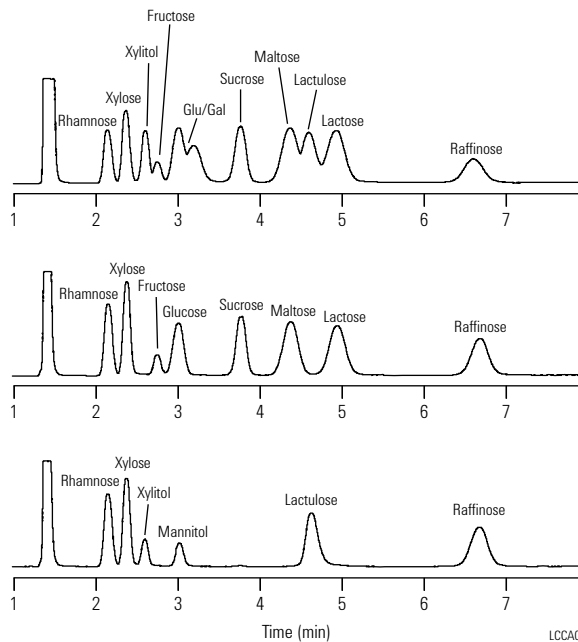 Fructose
Xylitol
Xylose
Rhamnose
Glu/Gal
Sucrose
Maltose
Lactulose
Lactose
Raffinose
1 2 3 4 5 6 7
Xylose
Rhamnose
Fructose
Glucose
Sucrose
Maltose
Lactose
Raffinose
1 2 3 4 5 6 7
Xylose
Rhamnose
Xylitol
Mannitol
Lactulose
Raffinose
1 2 3 4 5 6 7
Time (min)